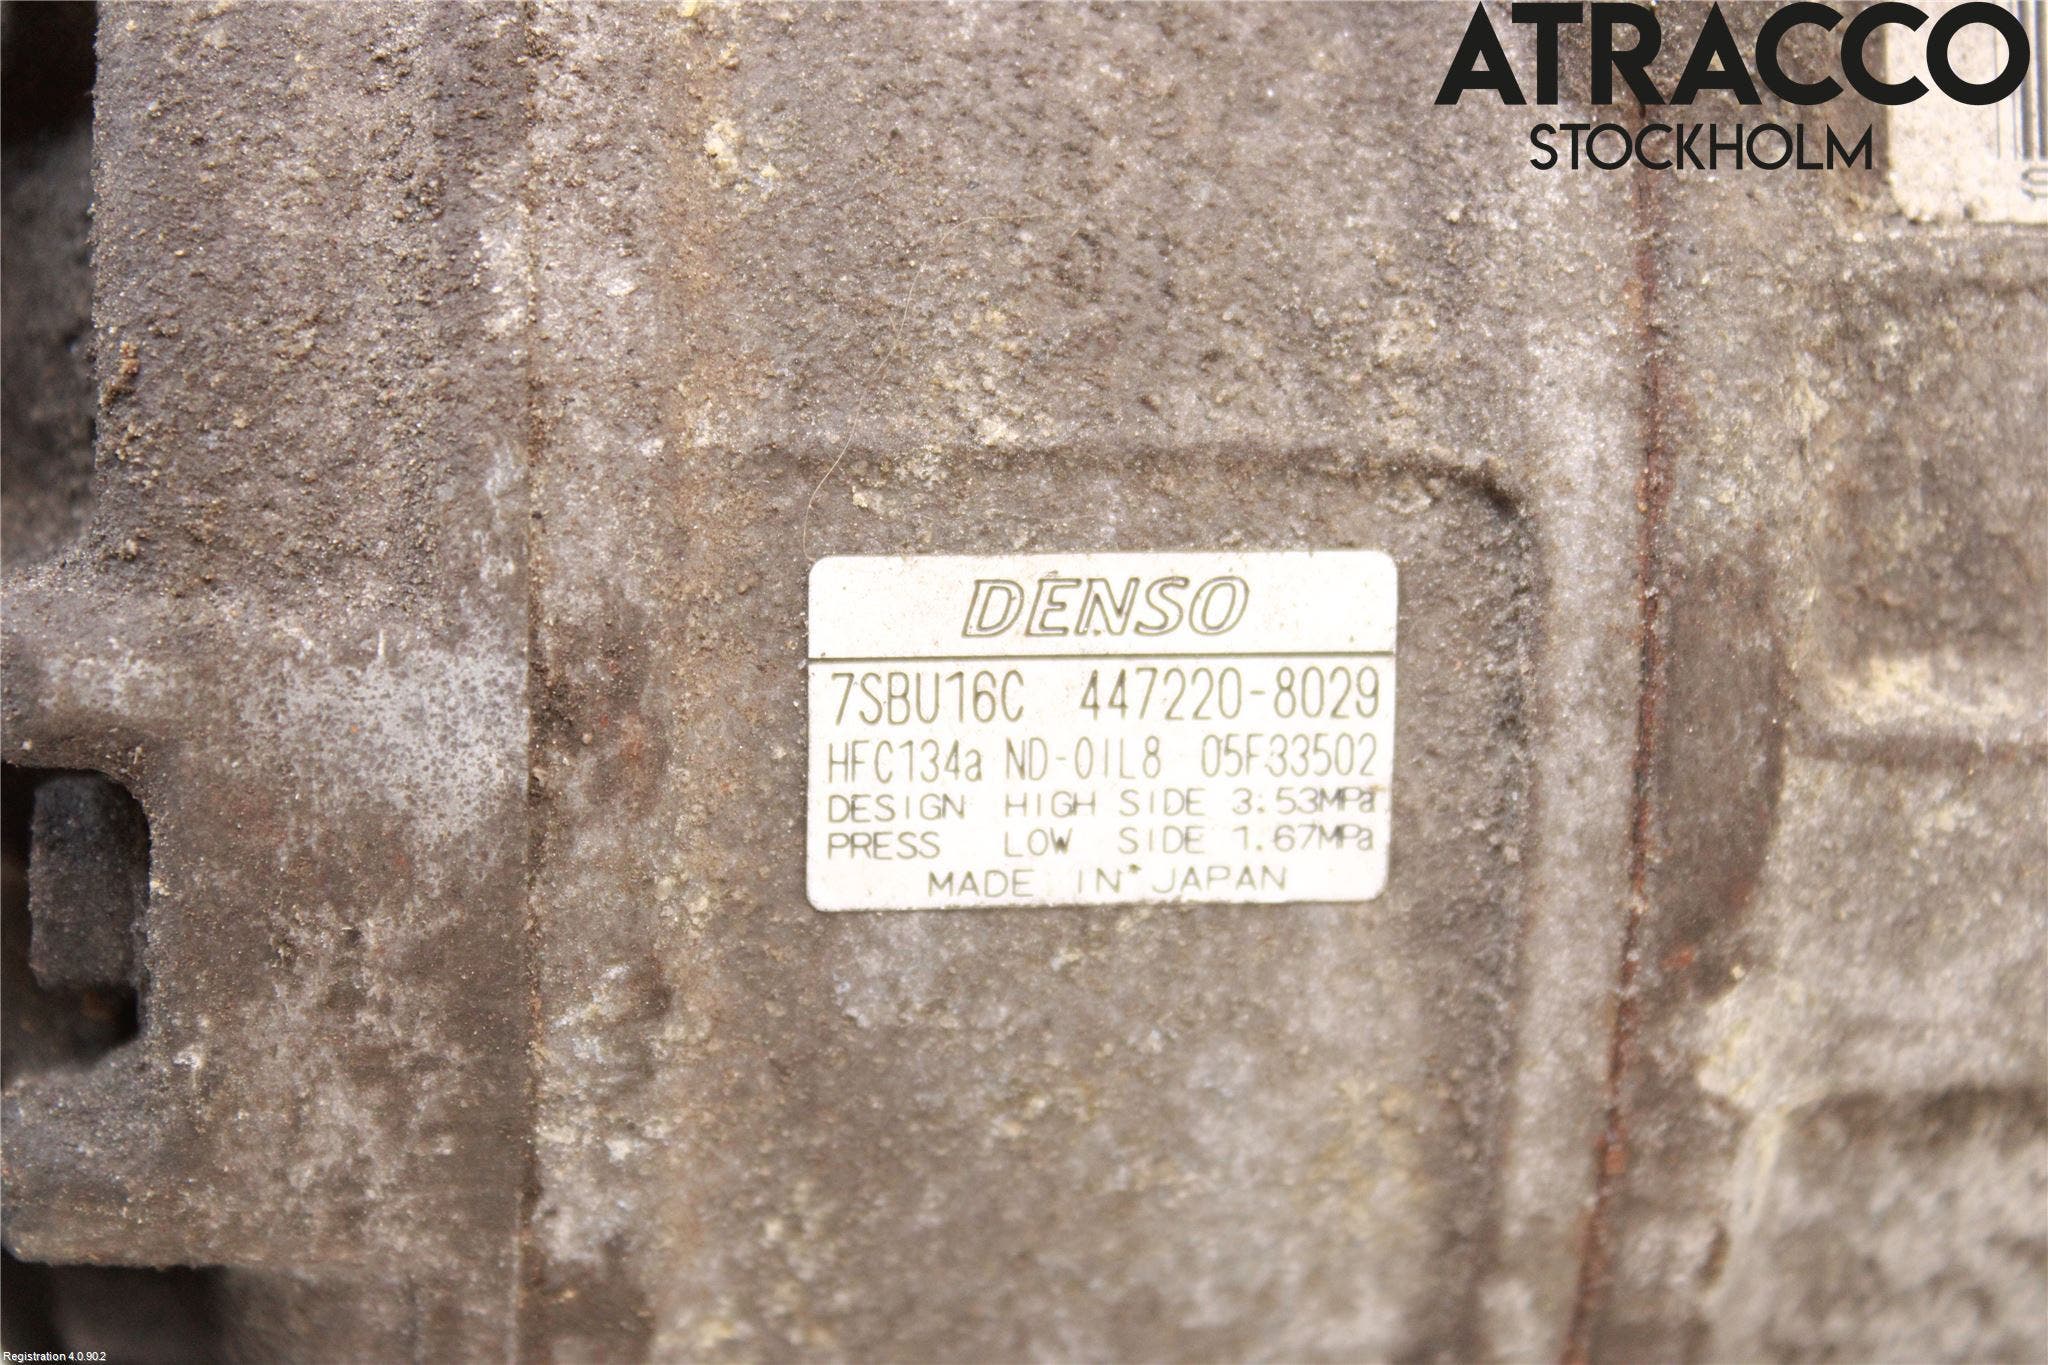 ATRACCO
STOCKHOLM
DENSO
7SBU16C 447220-8029
HFC134a ND-OIL8 05F33502
DESIGN HIGH SIDE 3.53MPa
PRESS LOW SIDE 1.67MPa
MADE IN JAPAN
Registration 4.0.90.2